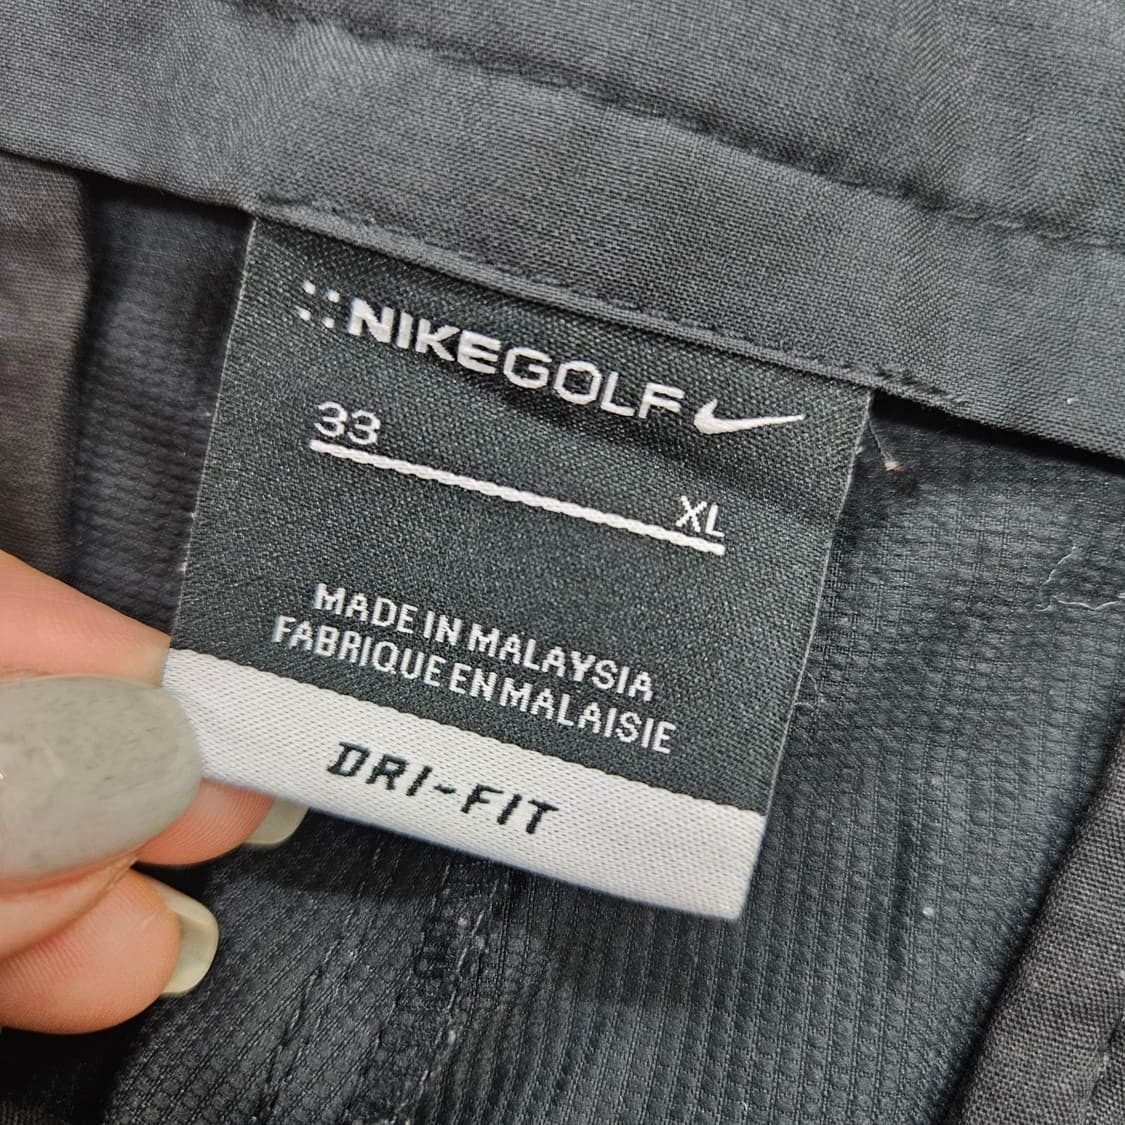 ::NIKEGOLF
33
XL
MADE IN MALAYSIA
FABRIQUE EN MALAISIE
DRI-FIT